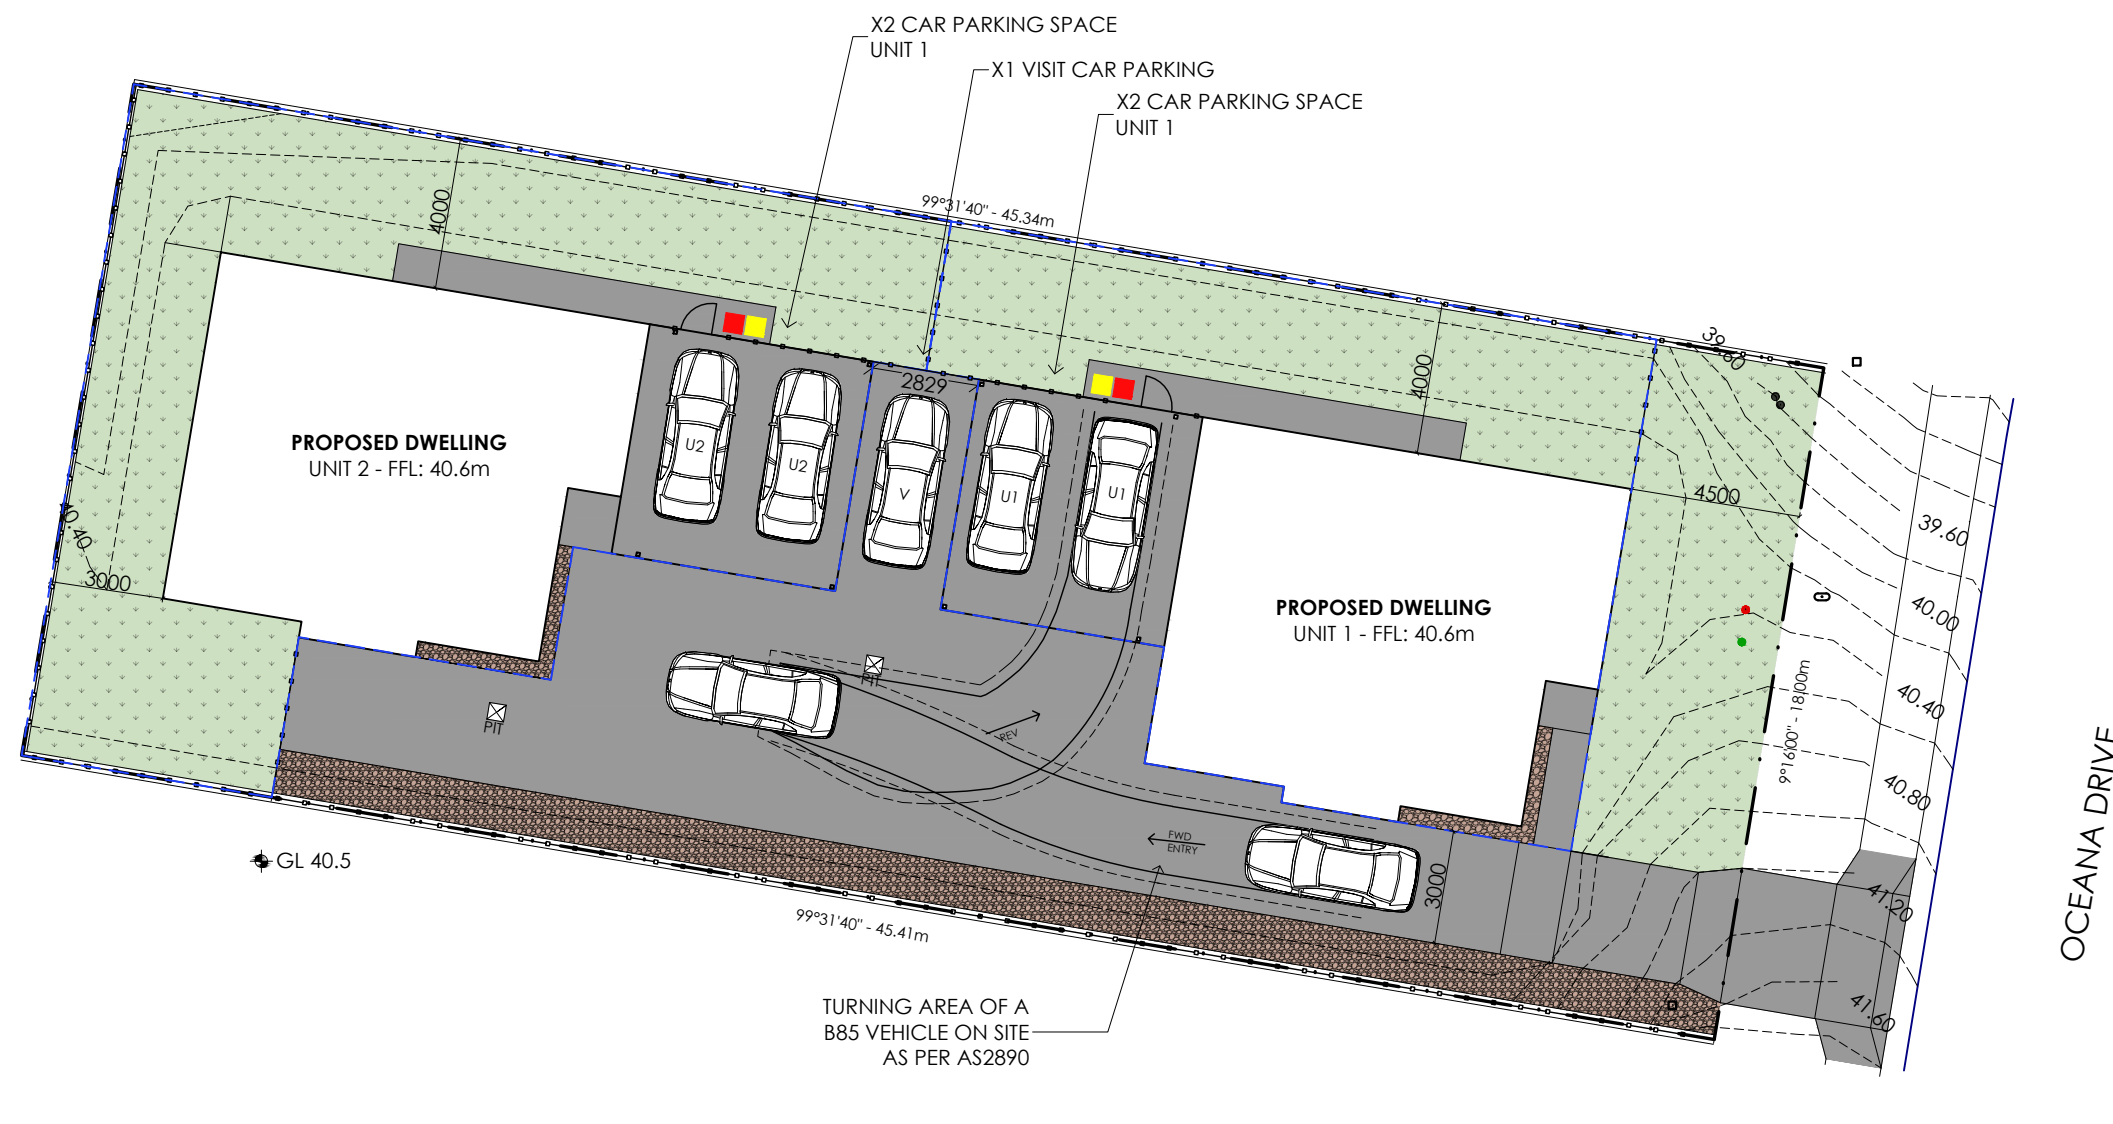 X2 CAR PARKING SPACE
UNIT 1
X1 VISIT CAR PARKING
X2 CAR PARKING SPACE
UNIT 1
99°31'40" - 45.34m
4000
39.60
2829
4000
PROPOSED DWELLING
UNIT 2 - FFL: 40.6m
U2
U2
V
U1
U1
4500
39.60
40.40
3000
PROPOSED DWELLING
UNIT 1 - FFL: 40.6m
40.00
PIT
40.40
9°16'00" - 18.00m
PIT
REV
40.80
OCEANA DRIVE
FWD
ENTRY
GL 40.5
3000
41.20
99°31'40" - 45.41m
41.60
TURNING AREA OF A
B85 VEHICLE ON SITE
AS PER AS2890